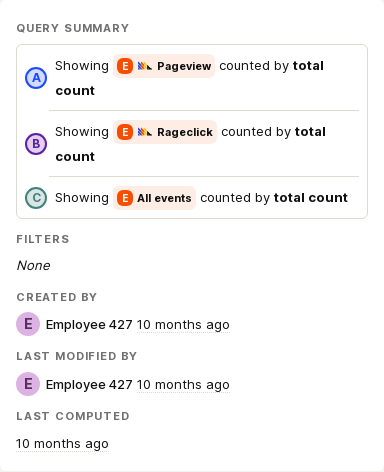 QUERY SUMMARY
A Showing E Pageview counted by total
count
B Showing E Rageclick counted by total
count
C Showing E All events counted by total count
FILTERS
None
CREATED BY
E Employee 427 10 months ago
LAST MODIFIED BY
E Employee 427 10 months ago
LAST COMPUTED
10 months ago